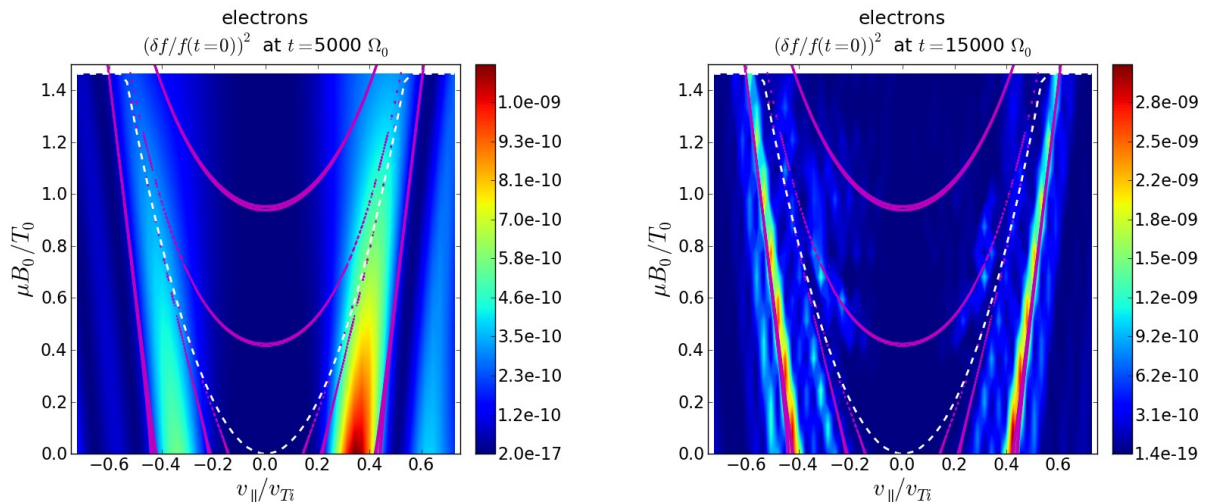 electrons
(δf/f(t=0))² at t=5000 Ω₀
1.4
1.2
1.0
0.8
0.6
0.4
0.2
0.0
μB₀/T₀
−0.6 −0.4 −0.2 0.0 0.2 0.4 0.6
v∥/v_Ti
1.0e-09
9.3e-10
8.1e-10
7.0e-10
5.8e-10
4.6e-10
3.5e-10
2.3e-10
1.2e-10
2.0e-17
electrons
(δf/f(t=0))² at t=15000 Ω₀
1.4
1.2
1.0
0.8
0.6
0.4
0.2
0.0
μB₀/T₀
−0.6 −0.4 −0.2 0.0 0.2 0.4 0.6
v∥/v_Ti
2.8e-09
2.5e-09
2.2e-09
1.9e-09
1.5e-09
1.2e-09
9.2e-10
6.2e-10
3.1e-10
1.4e-19